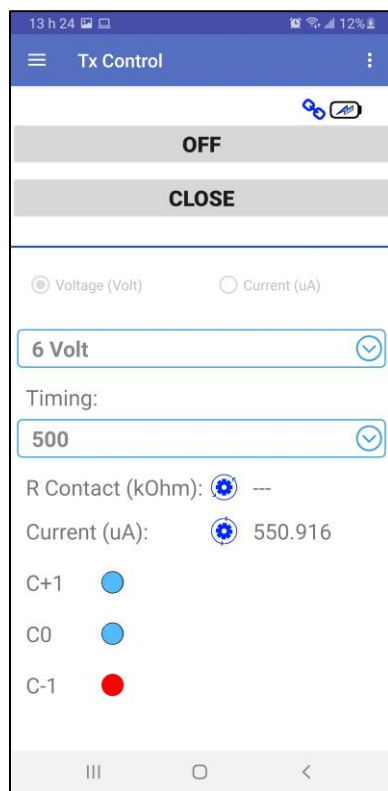 13 h 24 12%
Tx Control
OFF
CLOSE
Voltage (Volt) Current (uA)
6 Volt
Timing:
500
R Contact (kOhm): ---
Current (uA): 550.916
C+1
C0
C-1